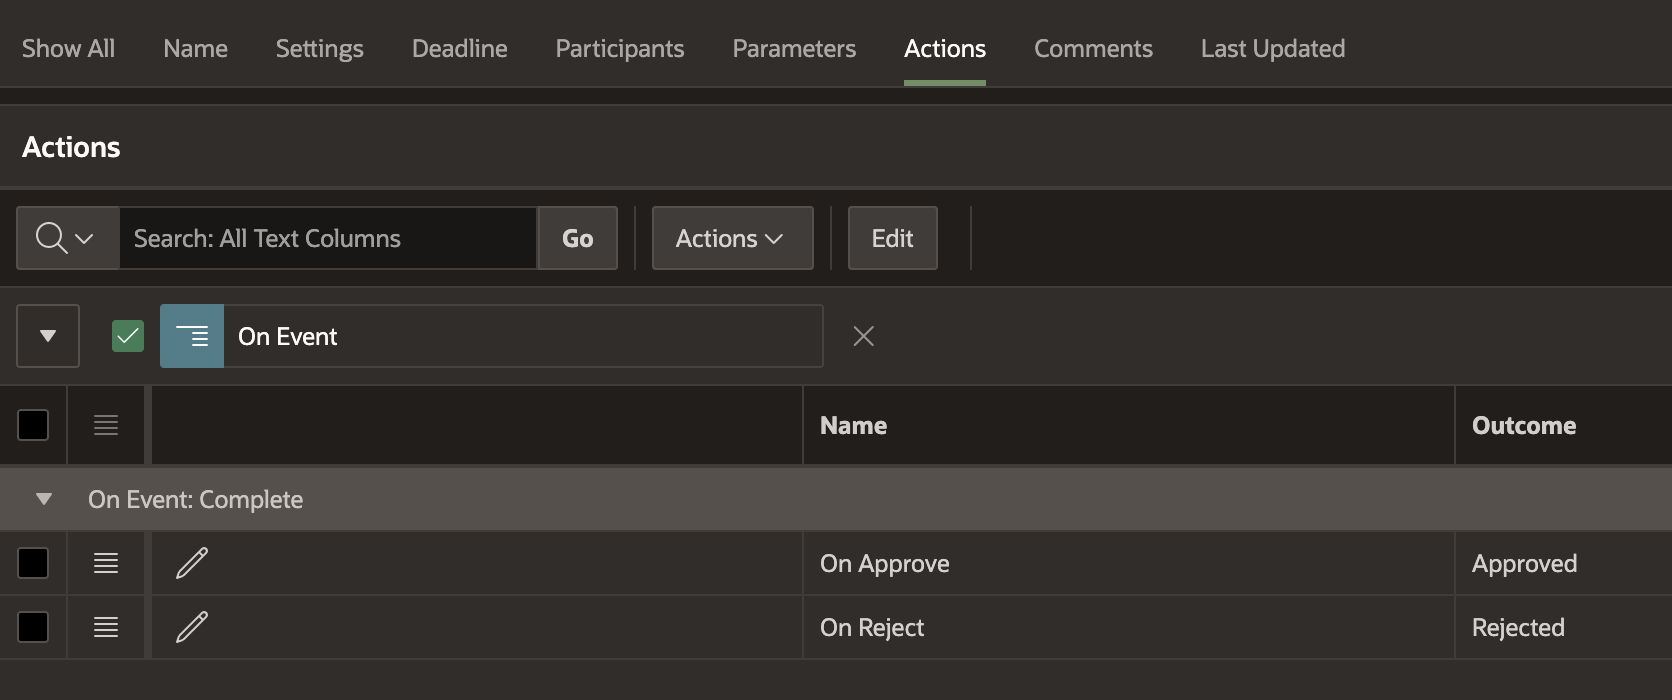 Show All Name Settings Deadline Participants Parameters Actions Comments Last Updated
Actions
Search: All Text Columns Go Actions Edit
On Event
Name Outcome
On Event: Complete
On Approve Approved
On Reject Rejected